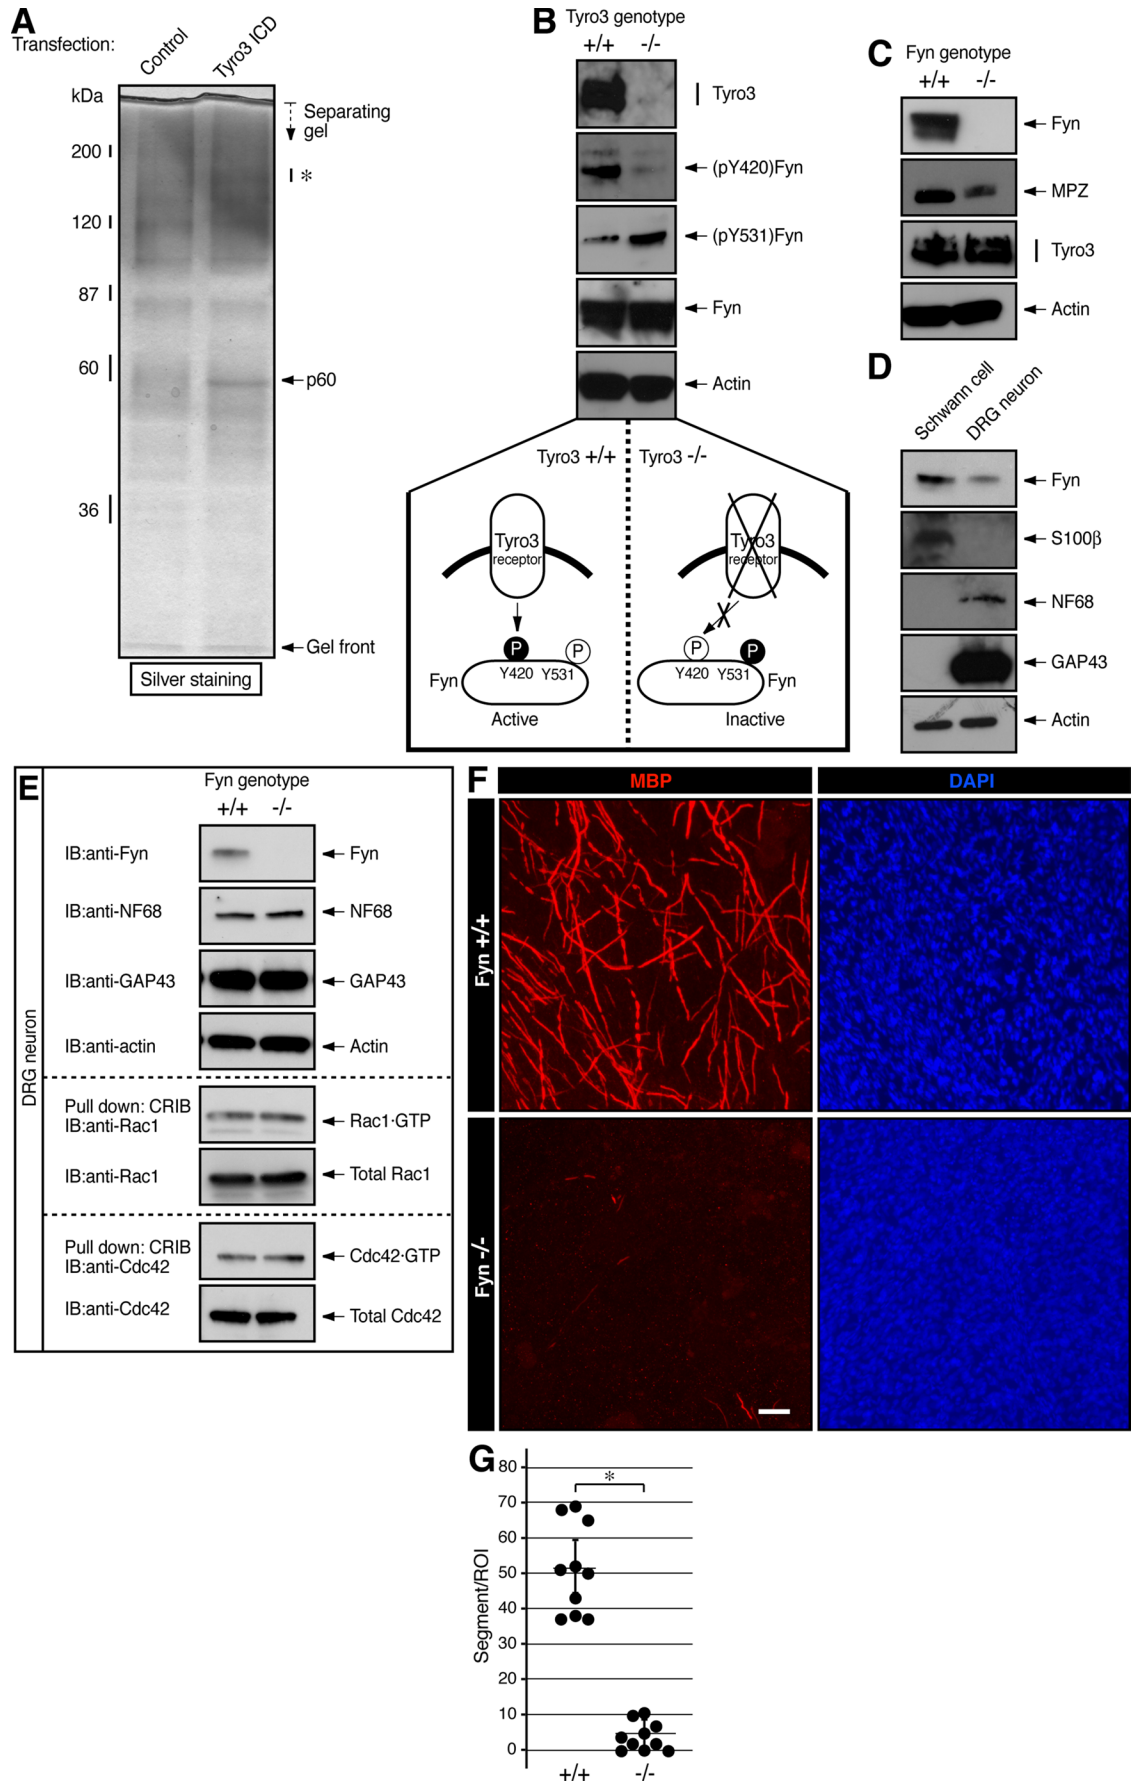 A
Transfection:
Control
Tyro3 ICD
kDa
200
120
87
60
36
Separating
gel
*
p60
Gel front
Silver staining
B
Tyro3 genotype
+/+ -/-
Tyro3
(pY420)Fyn
(pY531)Fyn
Fyn
Actin
Tyro3 +/+
Tyro3 -/-
Tyro3
receptor
P
P
Y420 Y531
Fyn
Active
Tyro3
receptor
P
P
Y420 Y531
Fyn
Inactive
C
Fyn genotype
+/+ -/-
Fyn
MPZ
Tyro3
Actin
D
Schwann cell
DRG neuron
Fyn
S100β
NF68
GAP43
Actin
E
DRG neuron
Fyn genotype
+/+ -/-
IB:anti-Fyn
Fyn
IB:anti-NF68
NF68
IB:anti-GAP43
GAP43
IB:anti-actin
Actin
Pull down: CRIB
IB:anti-Rac1
Rac1·GTP
IB:anti-Rac1
Total Rac1
Pull down: CRIB
IB:anti-Cdc42
Cdc42·GTP
IB:anti-Cdc42
Total Cdc42
F
MBP
DAPI
Fyn +/+
Fyn -/-
G
Segment/ROI
80
70
60
50
40
30
20
10
0
*
+/+ -/-